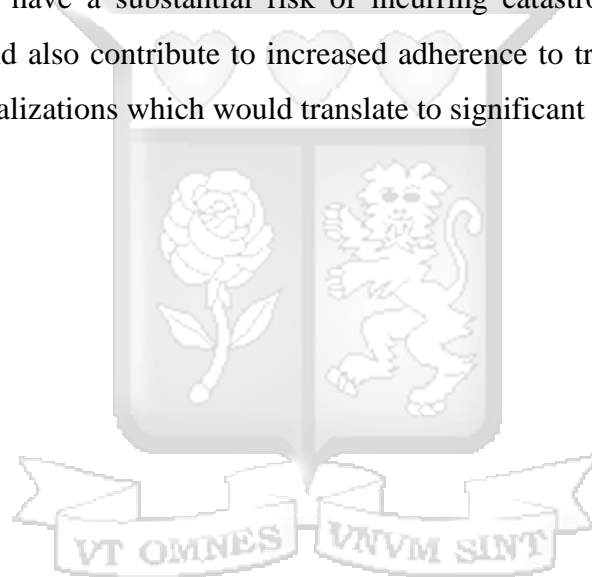 have a substantial risk of incurring catastro
d also contribute to increased adherence to tr
alizations which would translate to significant
VT OMNES VNVM SINT